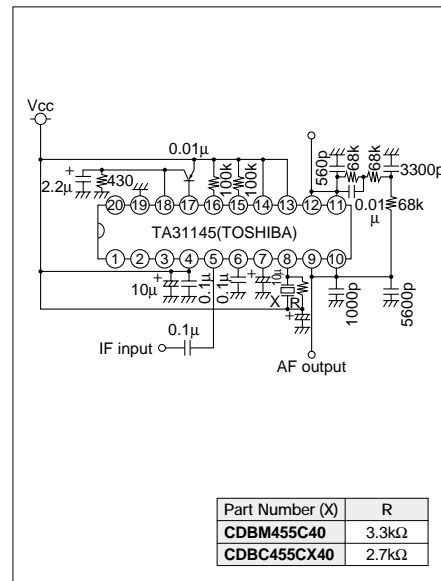 Vcc
0.01μ
560p
68k
68k
3300p
+
2.2μ
430
100k
100k
0.01
μ
68k
20 19 18 17 16 15 14 13 12 11
TA31145(TOSHIBA)
1 2 3 4 5 6 7 8 9 10
+
10μ
0.1μ
0.1μ
+
10μ
X
R
+
1000p
5600p
0.1μ
IF input
AF output
Part Number (X) R
CDBM455C40 3.3kΩ
CDBC455CX40 2.7kΩ